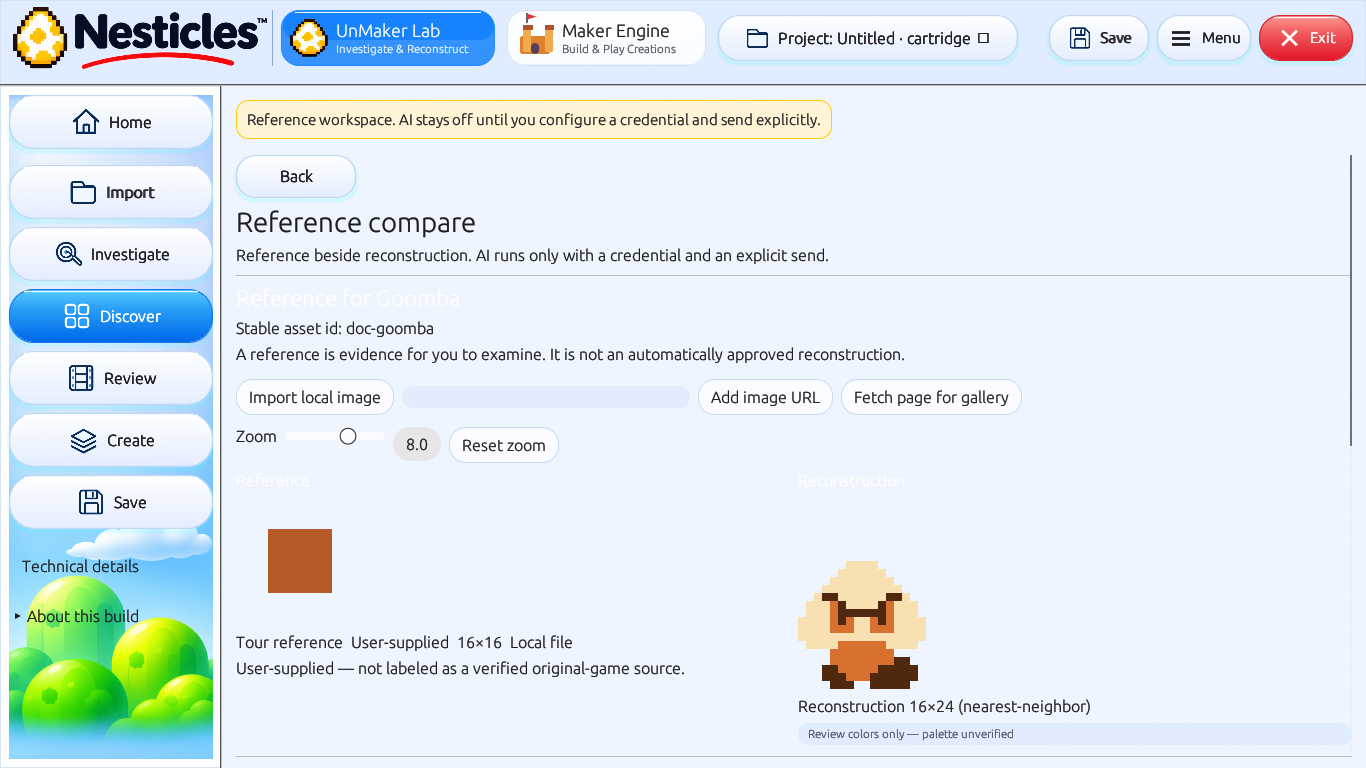 Nesticles™
UnMaker Lab
Investigate & Reconstruct
Maker Engine
Build & Play Creations
Project: Untitled · cartridge
Save
Menu
Exit
Home
Import
Investigate
Discover
Review
Create
Save
Technical details
About this build
Reference workspace. AI stays off until you configure a credential and send explicitly.
Back
Reference compare
Reference beside reconstruction. AI runs only with a credential and an explicit send.
Reference for Goomba
Stable asset id: doc-goomba
A reference is evidence for you to examine. It is not an automatically approved reconstruction.
Import local image
Add image URL
Fetch page for gallery
Zoom
8.0
Reset zoom
Reference
Reconstruction
Tour reference User-supplied 16×16 Local file
User-supplied — not labeled as a verified original-game source.
Reconstruction 16×24 (nearest-neighbor)
Review colors only — palette unverified